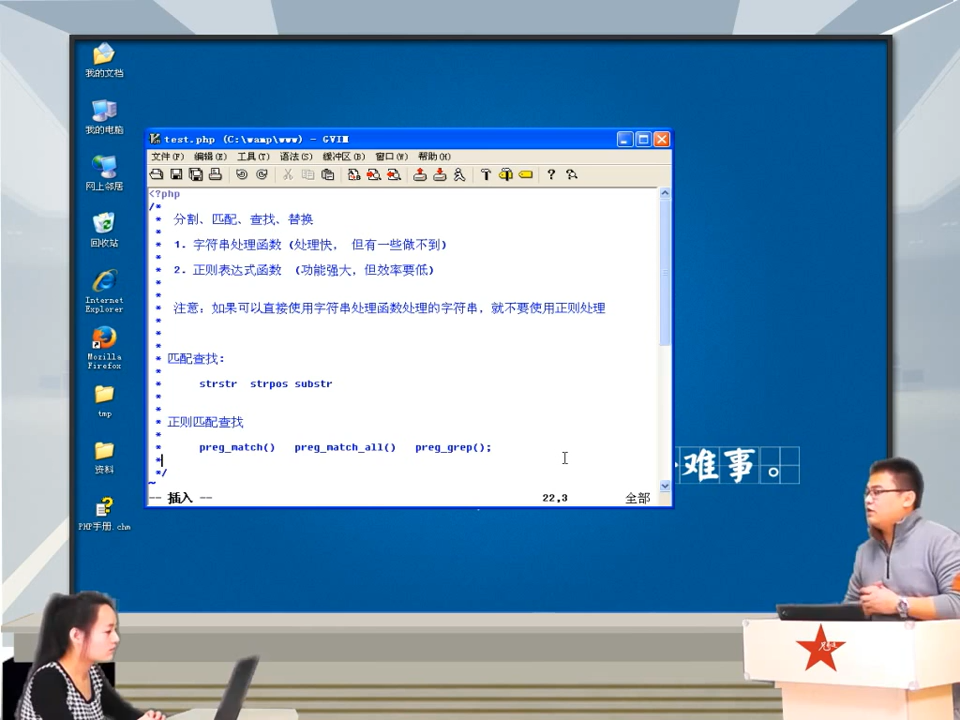 我的文档
我的电脑
网上邻居
回收站
Internet Explorer
Mozilla Firefox
tmp
资料
PHP手册.chm
test.php (C:\wamp\www) - GVIM
文件(F) 编辑(E) 工具(T) 语法(S) 缓冲区(B) 窗口(W) 帮助(H)
<?php
/*
* 分割、匹配、查找、替换
*
* 1. 字符串处理函数 (处理快, 但有一些做不到)
*
* 2. 正则表达式函数 (功能强大, 但效率要低)
*
*
* 注意: 如果可以直接使用字符串处理函数处理的字符串, 就不要使用正则处理
*
*
*
* 匹配查找:
*
* strstr strpos substr
*
*
* 正则匹配查找
*
* preg_match() preg_match_all() preg_grep();
*
*/
~
-- 插入 -- 22,3 全部
难事。